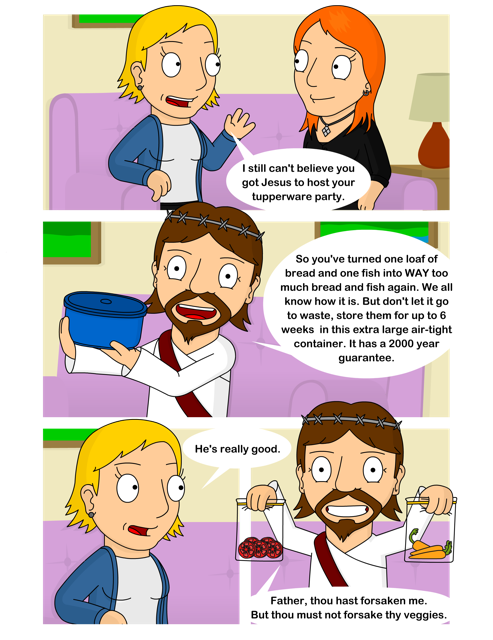 I still can't believe you
got Jesus to host your
tupperware party.
So you've turned one loaf of
bread and one fish into WAY too
much bread and fish again. We all
know how it is. But don't let it go
to waste, store them for up to 6
weeks in this extra large air-tight
container. It has a 2000 year
guarantee.
He's really good.
Father, thou hast forsaken me.
But thou must not forsake thy veggies.